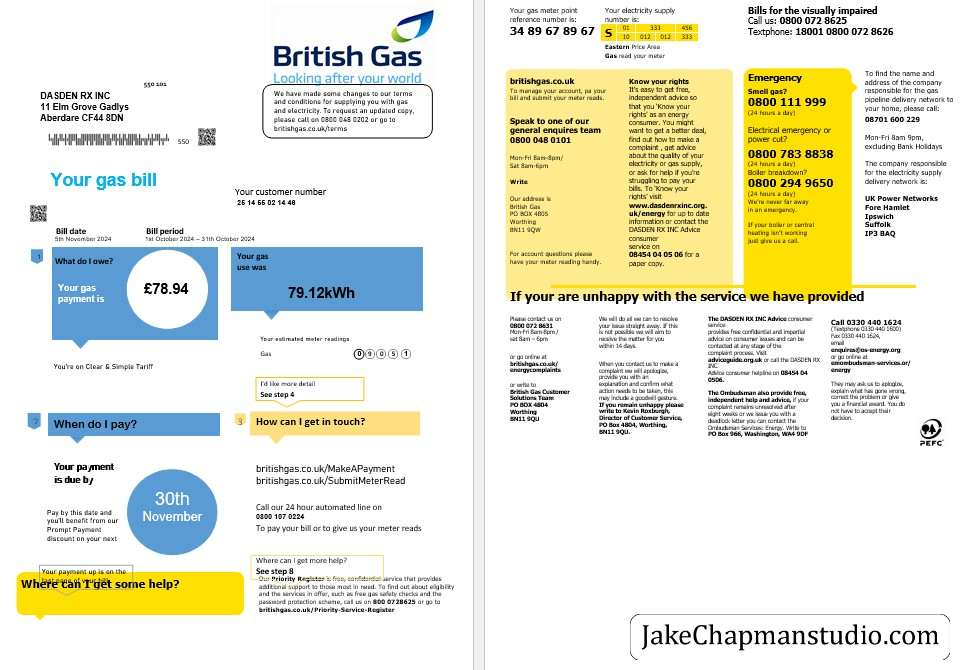 British Gas
Looking after your world
550 101
DASDEN RX INC
11 Elm Grove Gadlys
Aberdare CF44 8DN
550
We have made some changes to our terms
and conditions for supplying you with gas
and electricity. To request an updated copy,
please call on 0800 048 0202 or go to
britishgas.co.uk/terms
Your gas bill
Your customer number
26 14 55 02 14 48
Bill date
5th November 2024
Bill period
1st October 2024 – 31th October 2024
1
What do I owe?
Your gas
payment is
£78.94
Your gas
use was
79.12kWh
Your estimated meter readings
Gas
0 9 0 5 1
You're on Clear & Simple Tariff
I'd like more detail
See step 4
2
When do I pay?
3
How can I get in touch?
Your payment
is due by
30th
November
Pay by this date and
you'll benefit from our
Prompt Payment
discount on your next
britishgas.co.uk/MakeAPayment
britishgas.co.uk/SubmitMeterRead
Call our 24 hour automated line on
0800 107 0224
To pay your bill or to give us your meter reads
Your payment up is on the
last page of your bill
Where can I get more help?
See step 8
Where can I get some help?
Our Priority Register is free, confidential service that provides
additional support to those most in need. To find out about eligibility
and the services in offer, such as free gas safety checks and the
password protection scheme, call us on 800 0728625 or go to
britishgas.co.uk/Priority-Service-Register
Your gas meter point
reference number is:
34 89 67 89 67
Your electricity supply
number is:
S
01 333 456
10 012 012 333
Eastern Price Area
Gas read your meter
Bills for the visually impaired
Call us: 0800 072 8625
Textphone: 18001 0800 072 8626
britishgas.co.uk
To manage your account, pa your
bill and submit your meter reads.
Speak to one of our
general enquires team
0800 048 0101
Mon-Fri 8am-8pm/
Sat 8am-6pm
Write
Our address is
British Gas
PO BOX 4805
Worthing
BN11 9QW
For account questions please
have your meter reading handy.
Know your rights
It's easy to get free,
independent advice so
that you 'Know your
rights' as an energy
consumer. You might
want to get a better deal,
find out how to make a
complaint , get advice
about the quality of your
electricity or gas supply,
or ask for help if you're
struggling to pay your
bills. To 'Know your
rights' visit
www.dasdenrxinc.org.
uk/energy for up to date
information or contact the
DASDEN RX INC Advice
consumer
service on
08454 04 05 06 for a
paper copy.
Emergency
Smell gas?
0800 111 999
(24 hours a day)
Electrical emergency or
power cut?
0800 783 8838
(24 hours a day)
Boiler breakdown?
0800 294 9650
(24 hours a day)
We're never far away
in an emergency.
If your boiler or central
heating isn't working
just give us a call.
To find the name and
address of the company
responsible for the gas
pipeline delivery network to
your home, please call:
08701 600 229
Mon-Fri 8am 9pm,
excluding Bank Holidays
The company responsible
for the electricity supply
delivery network is:
UK Power Networks
Fore Hamlet
Ipswich
Suffolk
IP3 8AQ
If your are unhappy with the service we have provided
Please contact us on
0800 072 8631
Mon-Fri 8am-8pm/
sat 8am – 6pm
or go online at
britishgas.co.uk/
energycomplaints
or write to
British Gas Customer
Solutions Team
PO BOX 4804
Worthing
BN11 9QU
We will do all we can to resolve
your issue straight away. If this
is not possible we will aim to
receive the matter for you
within 14 days.
When you contact us to make a
complaint we will apologize,
provide you with an
explanation and confirm what
action needs to be taken, this
may include a goodwill gesture.
If you remain unhappy please
write to Kevin Roxburgh,
Director of Customer Service,
PO Box 4804, Worthing,
BN11 9QU.
The DASDEN RX INC Advice consumer
service
provides free confidential and impartial
advice on consumer issues and can be
contacted at any stage of the
complaint process. Visit
adviceguide.org.uk or call the DASDEN RX
INC
Advice consumer helpline on 08454 04
0506.
The Ombudsman also provide free,
independent help and advice, if your
complaint remains unresolved after
eight weeks or we issue you with a
deadlock letter you can contact the
Ombudsman Services: Energy. Write to
PO Box 966, Washington, WA4 9DF
Call 0330 440 1624
(Textphone 0330 440 1600)
Fax 0330 440 1624,
email
enquires@os-energy.org
or go online at
emombudsman-services.or/
energy
They may ask us to aplogize,
explain what has gone wrong,
correct the problem or give
you a financial award. You do
not have to accept their
decision.
PEFC
JakeChapmanstudio.com